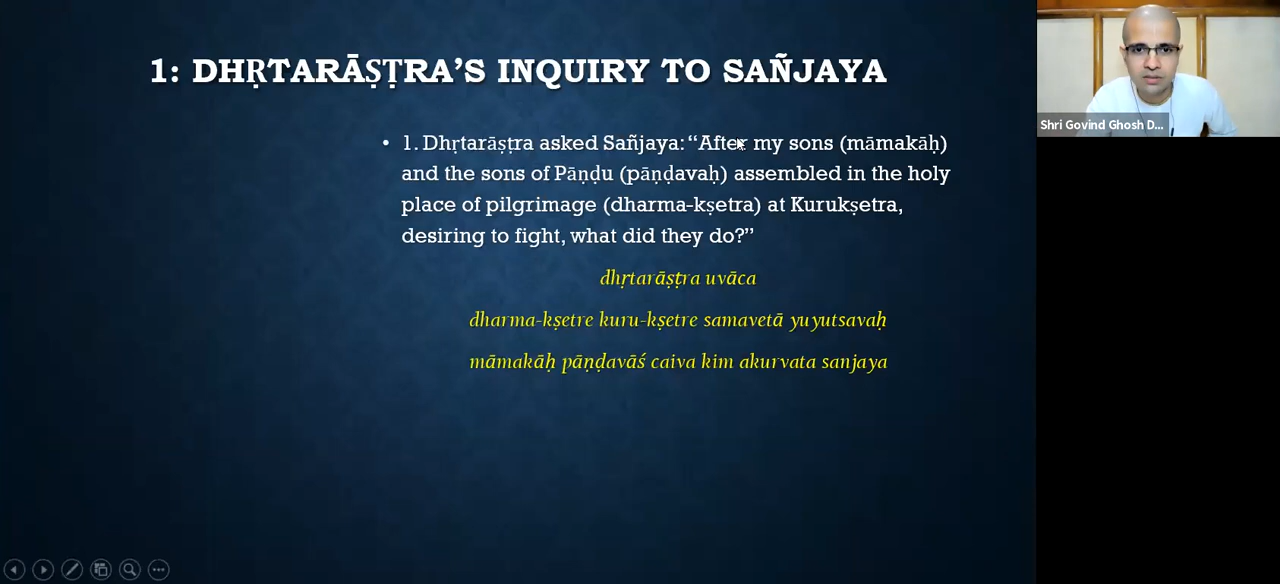 1: DHṚTARĀṢṬRA’S INQUIRY TO SAÑJAYA
• 1. Dhṛtarāṣṭra asked Sañjaya: “After my sons (māmakāḥ)
and the sons of Pāṇḍu (pāṇḍavaḥ) assembled in the holy
place of pilgrimage (dharma-kṣetra) at Kurukṣetra,
desiring to fight, what did they do?”
dhṛtarāṣṭra uvāca
dharma-kṣetre kuru-kṣetre samavetā yuyutsavaḥ
māmakāḥ pāṇḍavāś caiva kim akurvata sanjaya
Shri Govind Ghosh D...